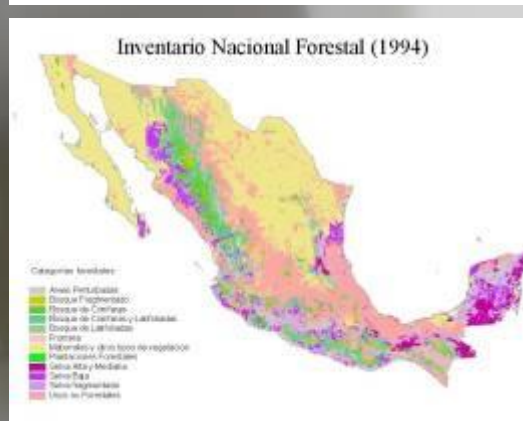 Inventario Nacional Forestal (1994)
Categorías forestales
Áreas Perturbadas
Bosque Fragmentado
Bosque de Coníferas
Bosque de Coníferas y Latifoliadas
Bosque de Latifoliadas
Frontera
Matorrales y otros tipos de vegetación
Plantaciones Forestales
Selva Alta y Mediana
Selva Baja
Selva fragmentada
Usos no Forestales